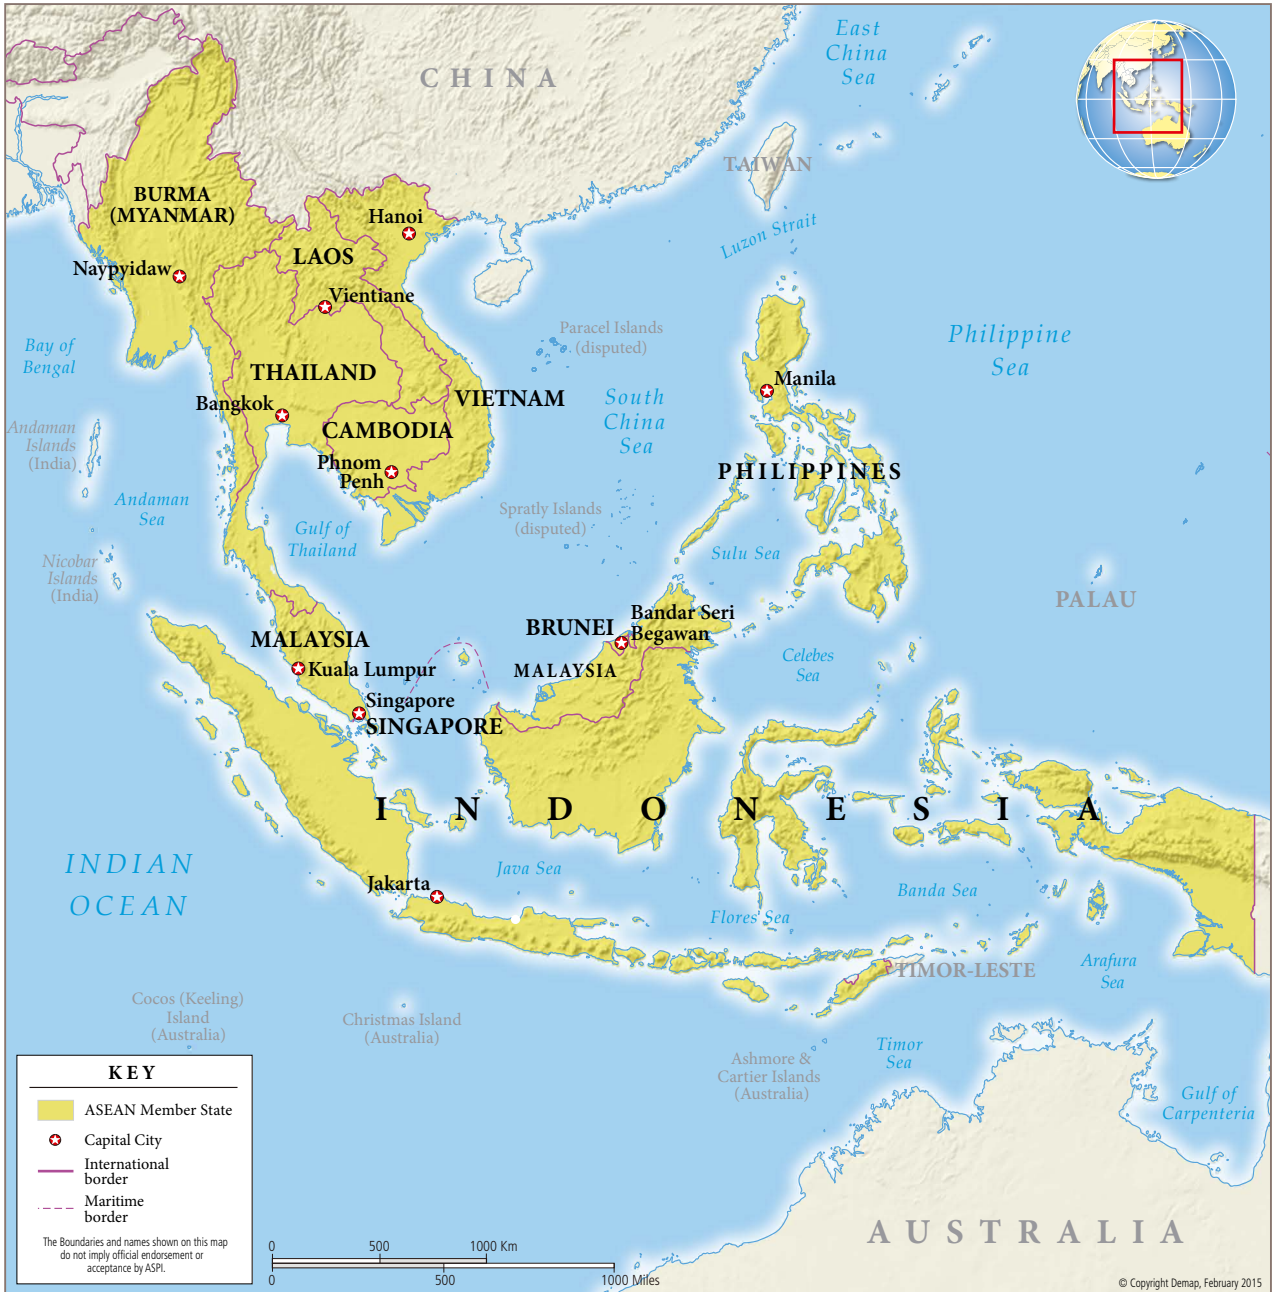 East
China
Sea
CHINA
TAIWAN
BURMA
(MYANMAR)
Hanoi
Luzon Strait
LAOS
Naypyidaw
Vientiane
Paracel Islands
(disputed)
Philippine
Sea
Bay of
Bengal
THAILAND
Manila
VIETNAM
South
China
Sea
Bangkok
CAMBODIA
Andaman
Islands
(India)
Phnom
Penh
PHILIPPINES
Andaman
Sea
Spratly Islands
(disputed)
Gulf of
Thailand
Sulu Sea
Nicobar
Islands
(India)
PALAU
Bandar Seri
Begawan
BRUNEI
MALAYSIA
Celebes
Sea
Kuala Lumpur
MALAYSIA
Singapore
SINGAPORE
INDONESIA
INDIAN
OCEAN
Java Sea
Jakarta
Banda Sea
Flores Sea
TIMOR-LESTE
Arafura
Sea
Cocos (Keeling)
Island
(Australia)
Christmas Island
(Australia)
Timor
Sea
Ashmore &
Cartier Islands
(Australia)
Gulf of
Carpenteria
KEY
ASEAN Member State
Capital City
International
border
Maritime
border
The Boundaries and names shown on this map
do not imply official endorsement or
acceptance by ASPI.
AUSTRALIA
0 500 1000 Km
0 500 1000 Miles
© Copyright Demap, February 2015